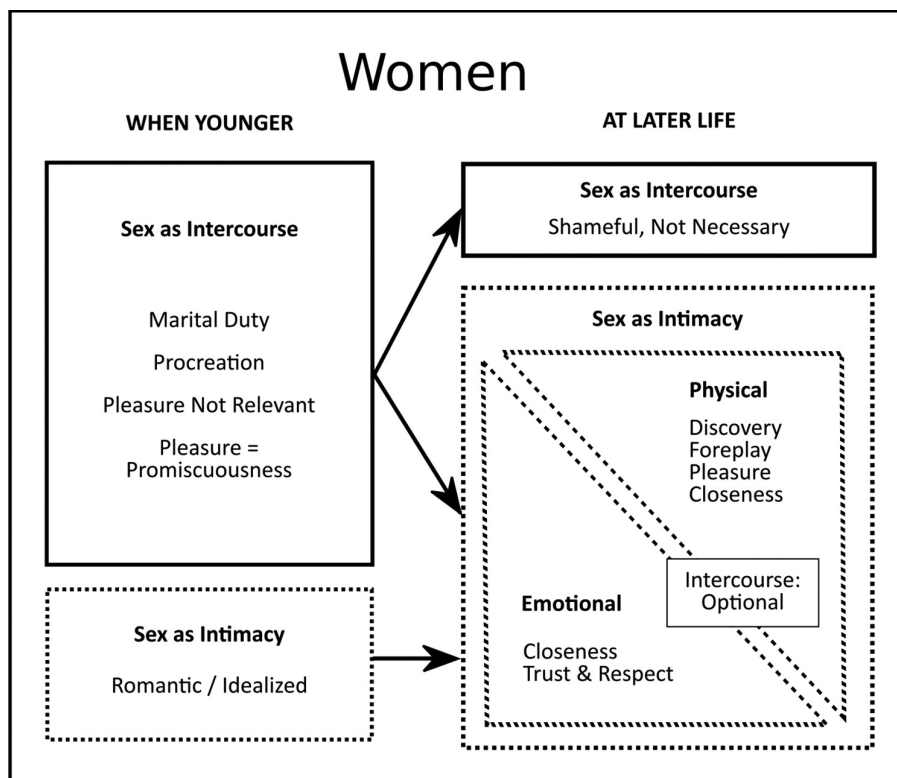 Women
WHEN YOUNGER
Sex as Intercourse
Marital Duty
Procreation
Pleasure Not Relevant
Pleasure =
Promiscuousness
Sex as Intimacy
Romantic / Idealized
AT LATER LIFE
Sex as Intercourse
Shameful, Not Necessary
Sex as Intimacy
Physical
Discovery
Foreplay
Pleasure
Closeness
Intercourse:
Optional
Emotional
Closeness
Trust & Respect